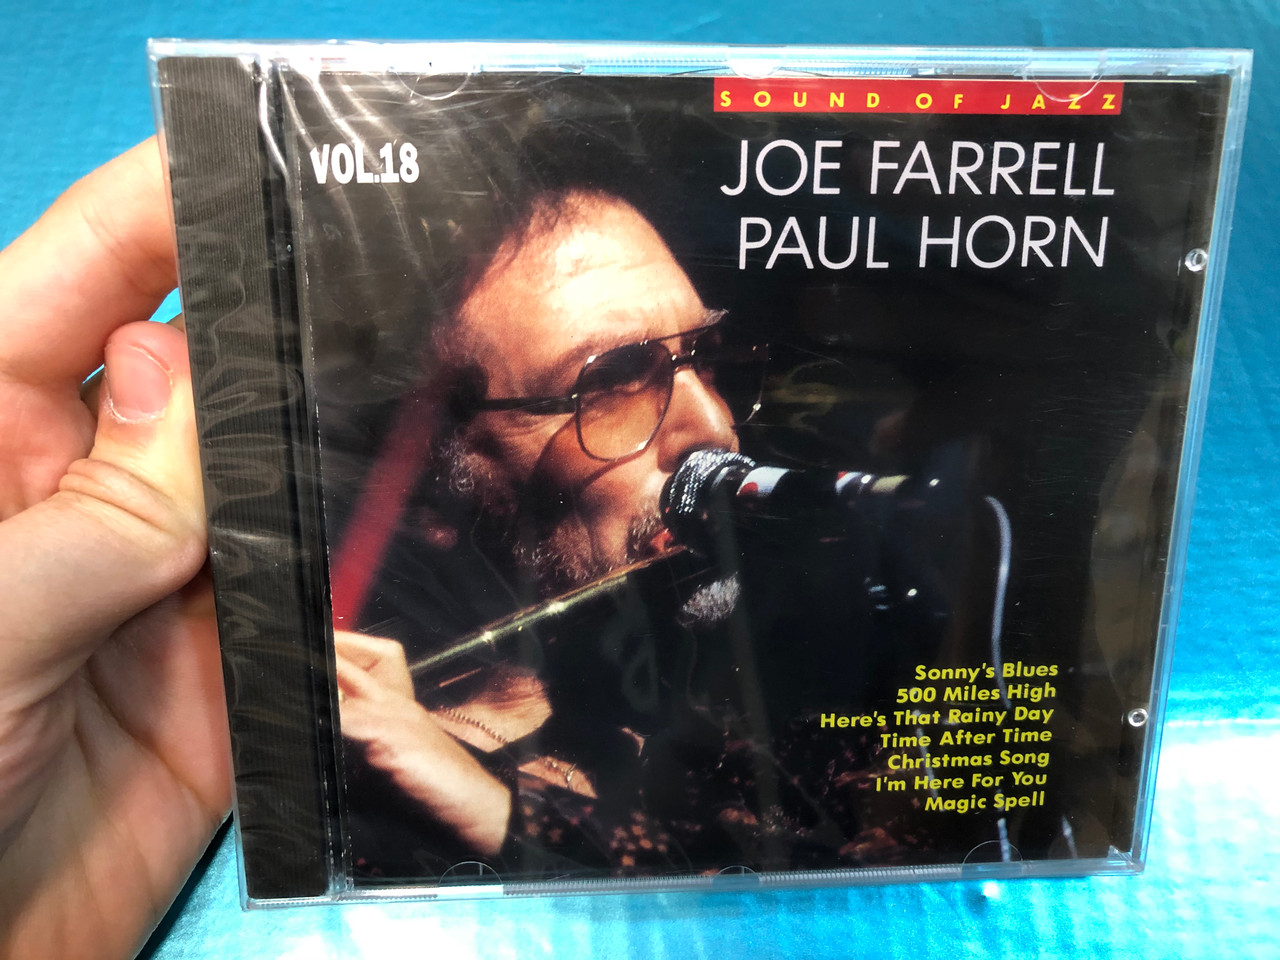 SOUND OF JAZZ
VOL.18
JOE FARRELL
PAUL HORN
Sonny's Blues
500 Miles High
Here's That Rainy Day
Time After Time
Christmas Song
I'm Here For You
Magic Spell